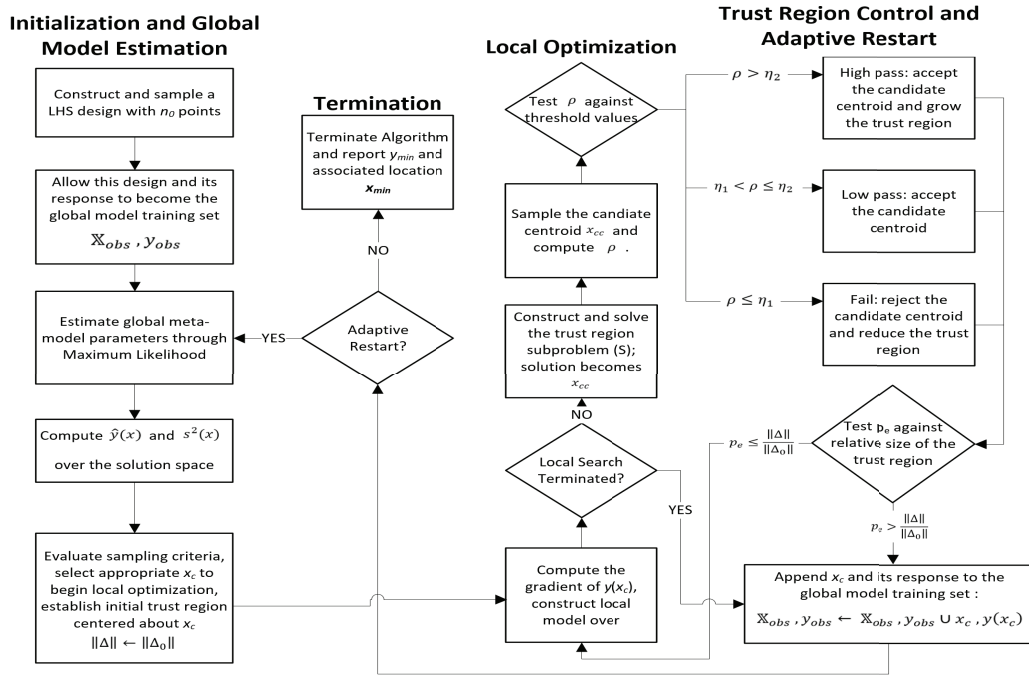 Initialization and Global
Model Estimation
Construct and sample a
LHS design with n₀ points
Allow this design and its
response to become the
global model training set
𝕏obs , yobs
Estimate global meta-
model parameters through
Maximum Likelihood
Compute ŷ(x) and s²(x)
over the solution space
Evaluate sampling criteria,
select appropriate xc to
begin local optimization,
establish initial trust region
centered about xc
‖Δ‖ ← ‖Δ₀‖
Termination
Terminate Algorithm
and report ymin and
associated location
xmin
NO
Adaptive
Restart?
YES
Local Optimization
Test ρ against
threshold values
Sample the candiate
centroid xcc and
compute ρ .
Construct and solve
the trust region
subproblem (S);
solution becomes
xcc
NO
Local Search
Terminated?
YES
Compute the
gradient of y(xc),
construct local
model over
Trust Region Control and
Adaptive Restart
ρ > η₂
High pass: accept
the candidate
centroid and grow
the trust region
η₁ < ρ ≤ η₂
Low pass: accept
the candidate
centroid
ρ ≤ η₁
Fail: reject the
candidate centroid
and reduce the trust
region
Test pe against
relative size of the
trust region
pe ≤ ‖Δ‖/‖Δ₀‖
pe > ‖Δ‖/‖Δ₀‖
Append xc and its response to the
global model training set :
𝕏obs , yobs ← 𝕏obs , yobs ∪ xc , y(xc)